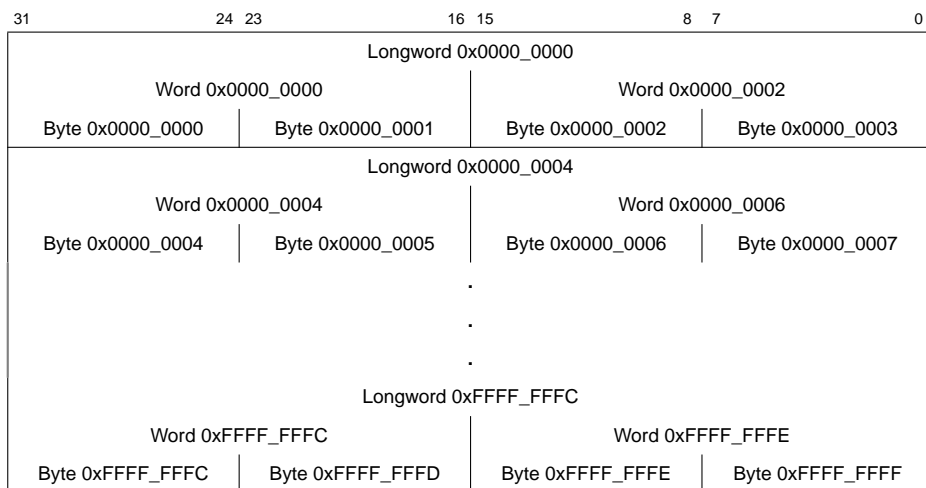 31 24 23 16 15 8 7 0
Longword 0x0000_0000
Word 0x0000_0000 Word 0x0000_0002
Byte 0x0000_0000 Byte 0x0000_0001 Byte 0x0000_0002 Byte 0x0000_0003
Longword 0x0000_0004
Word 0x0000_0004 Word 0x0000_0006
Byte 0x0000_0004 Byte 0x0000_0005 Byte 0x0000_0006 Byte 0x0000_0007
.
.
.
Longword 0xFFFF_FFFC
Word 0xFFFF_FFFC Word 0xFFFF_FFFE
Byte 0xFFFF_FFFC Byte 0xFFFF_FFFD Byte 0xFFFF_FFFE Byte 0xFFFF_FFFF